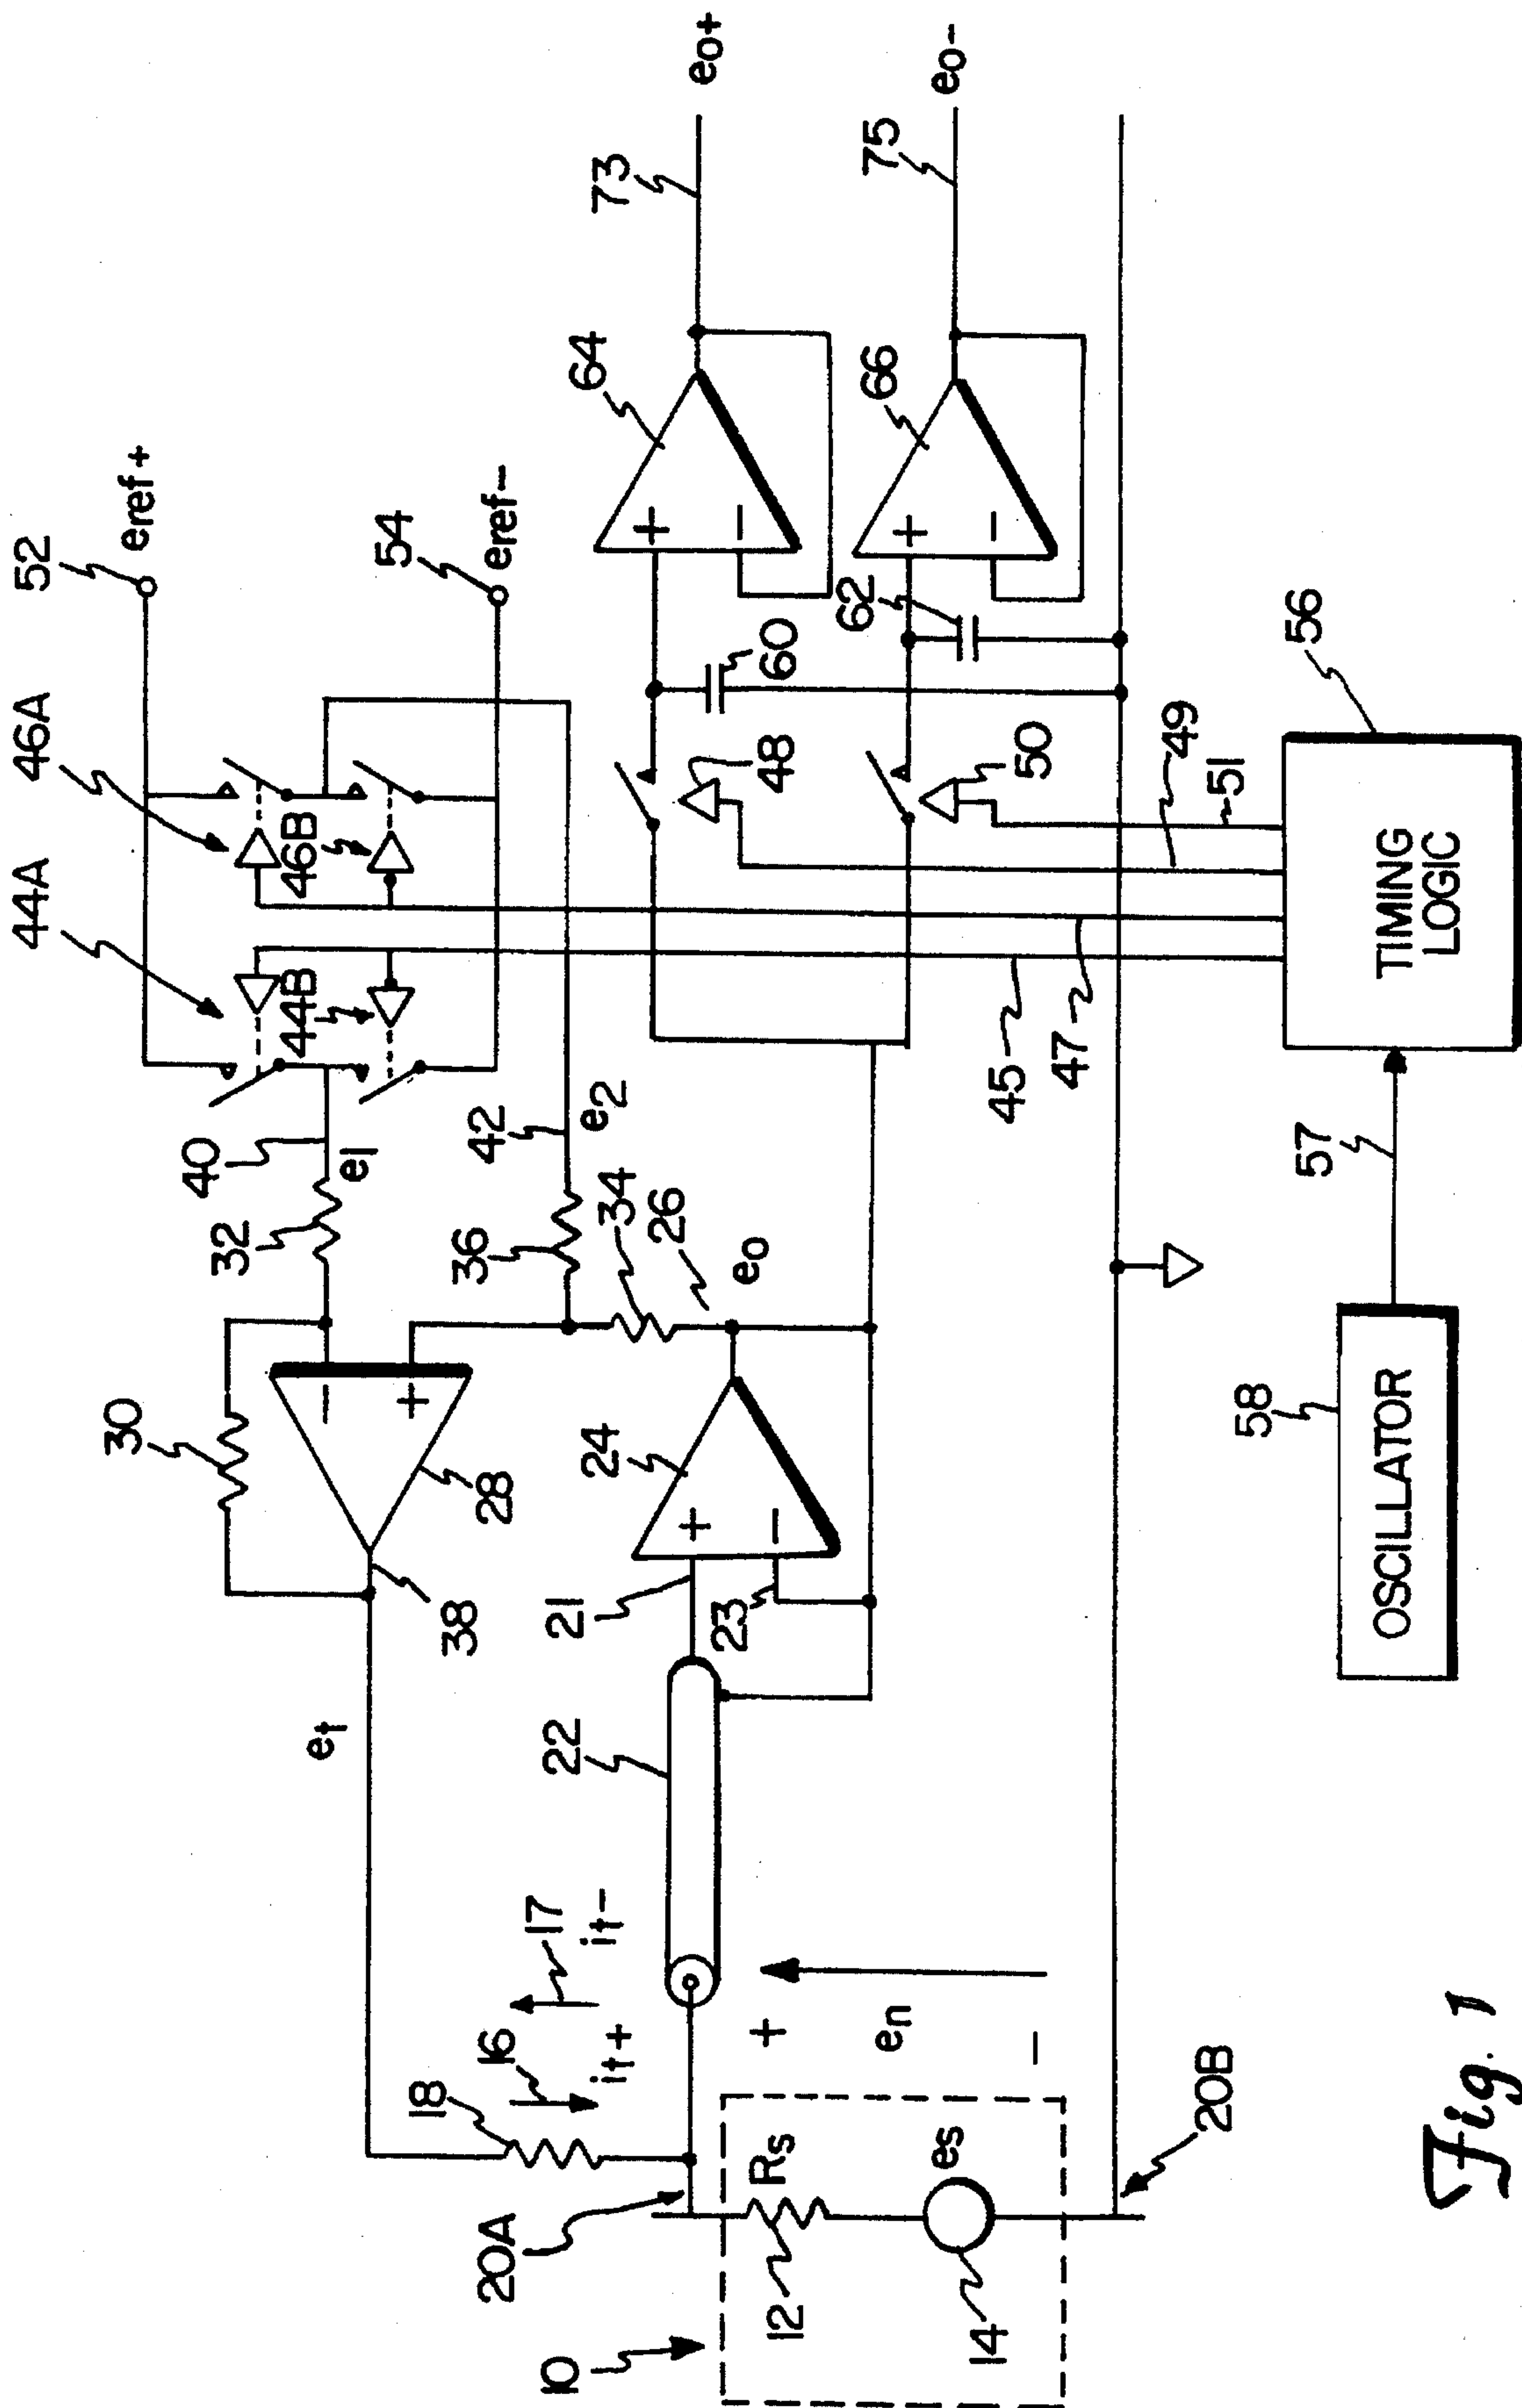 44A
46A
52
eref+
44B
46B
54
eref-
40
e1
32
30
28
38
et
42
e2
36
34
26
eo
24
+
-
21
23
22
+
-
64
+
-
73
eo+
60
48
66
+
-
75
eo-
62
50
49
51
45
47
TIMING LOGIC
56
57
58
OSCILLATOR
18
16
it+
17
it-
20A
Rs
12
+
en
-
es
14
10
20B
Fig. 1